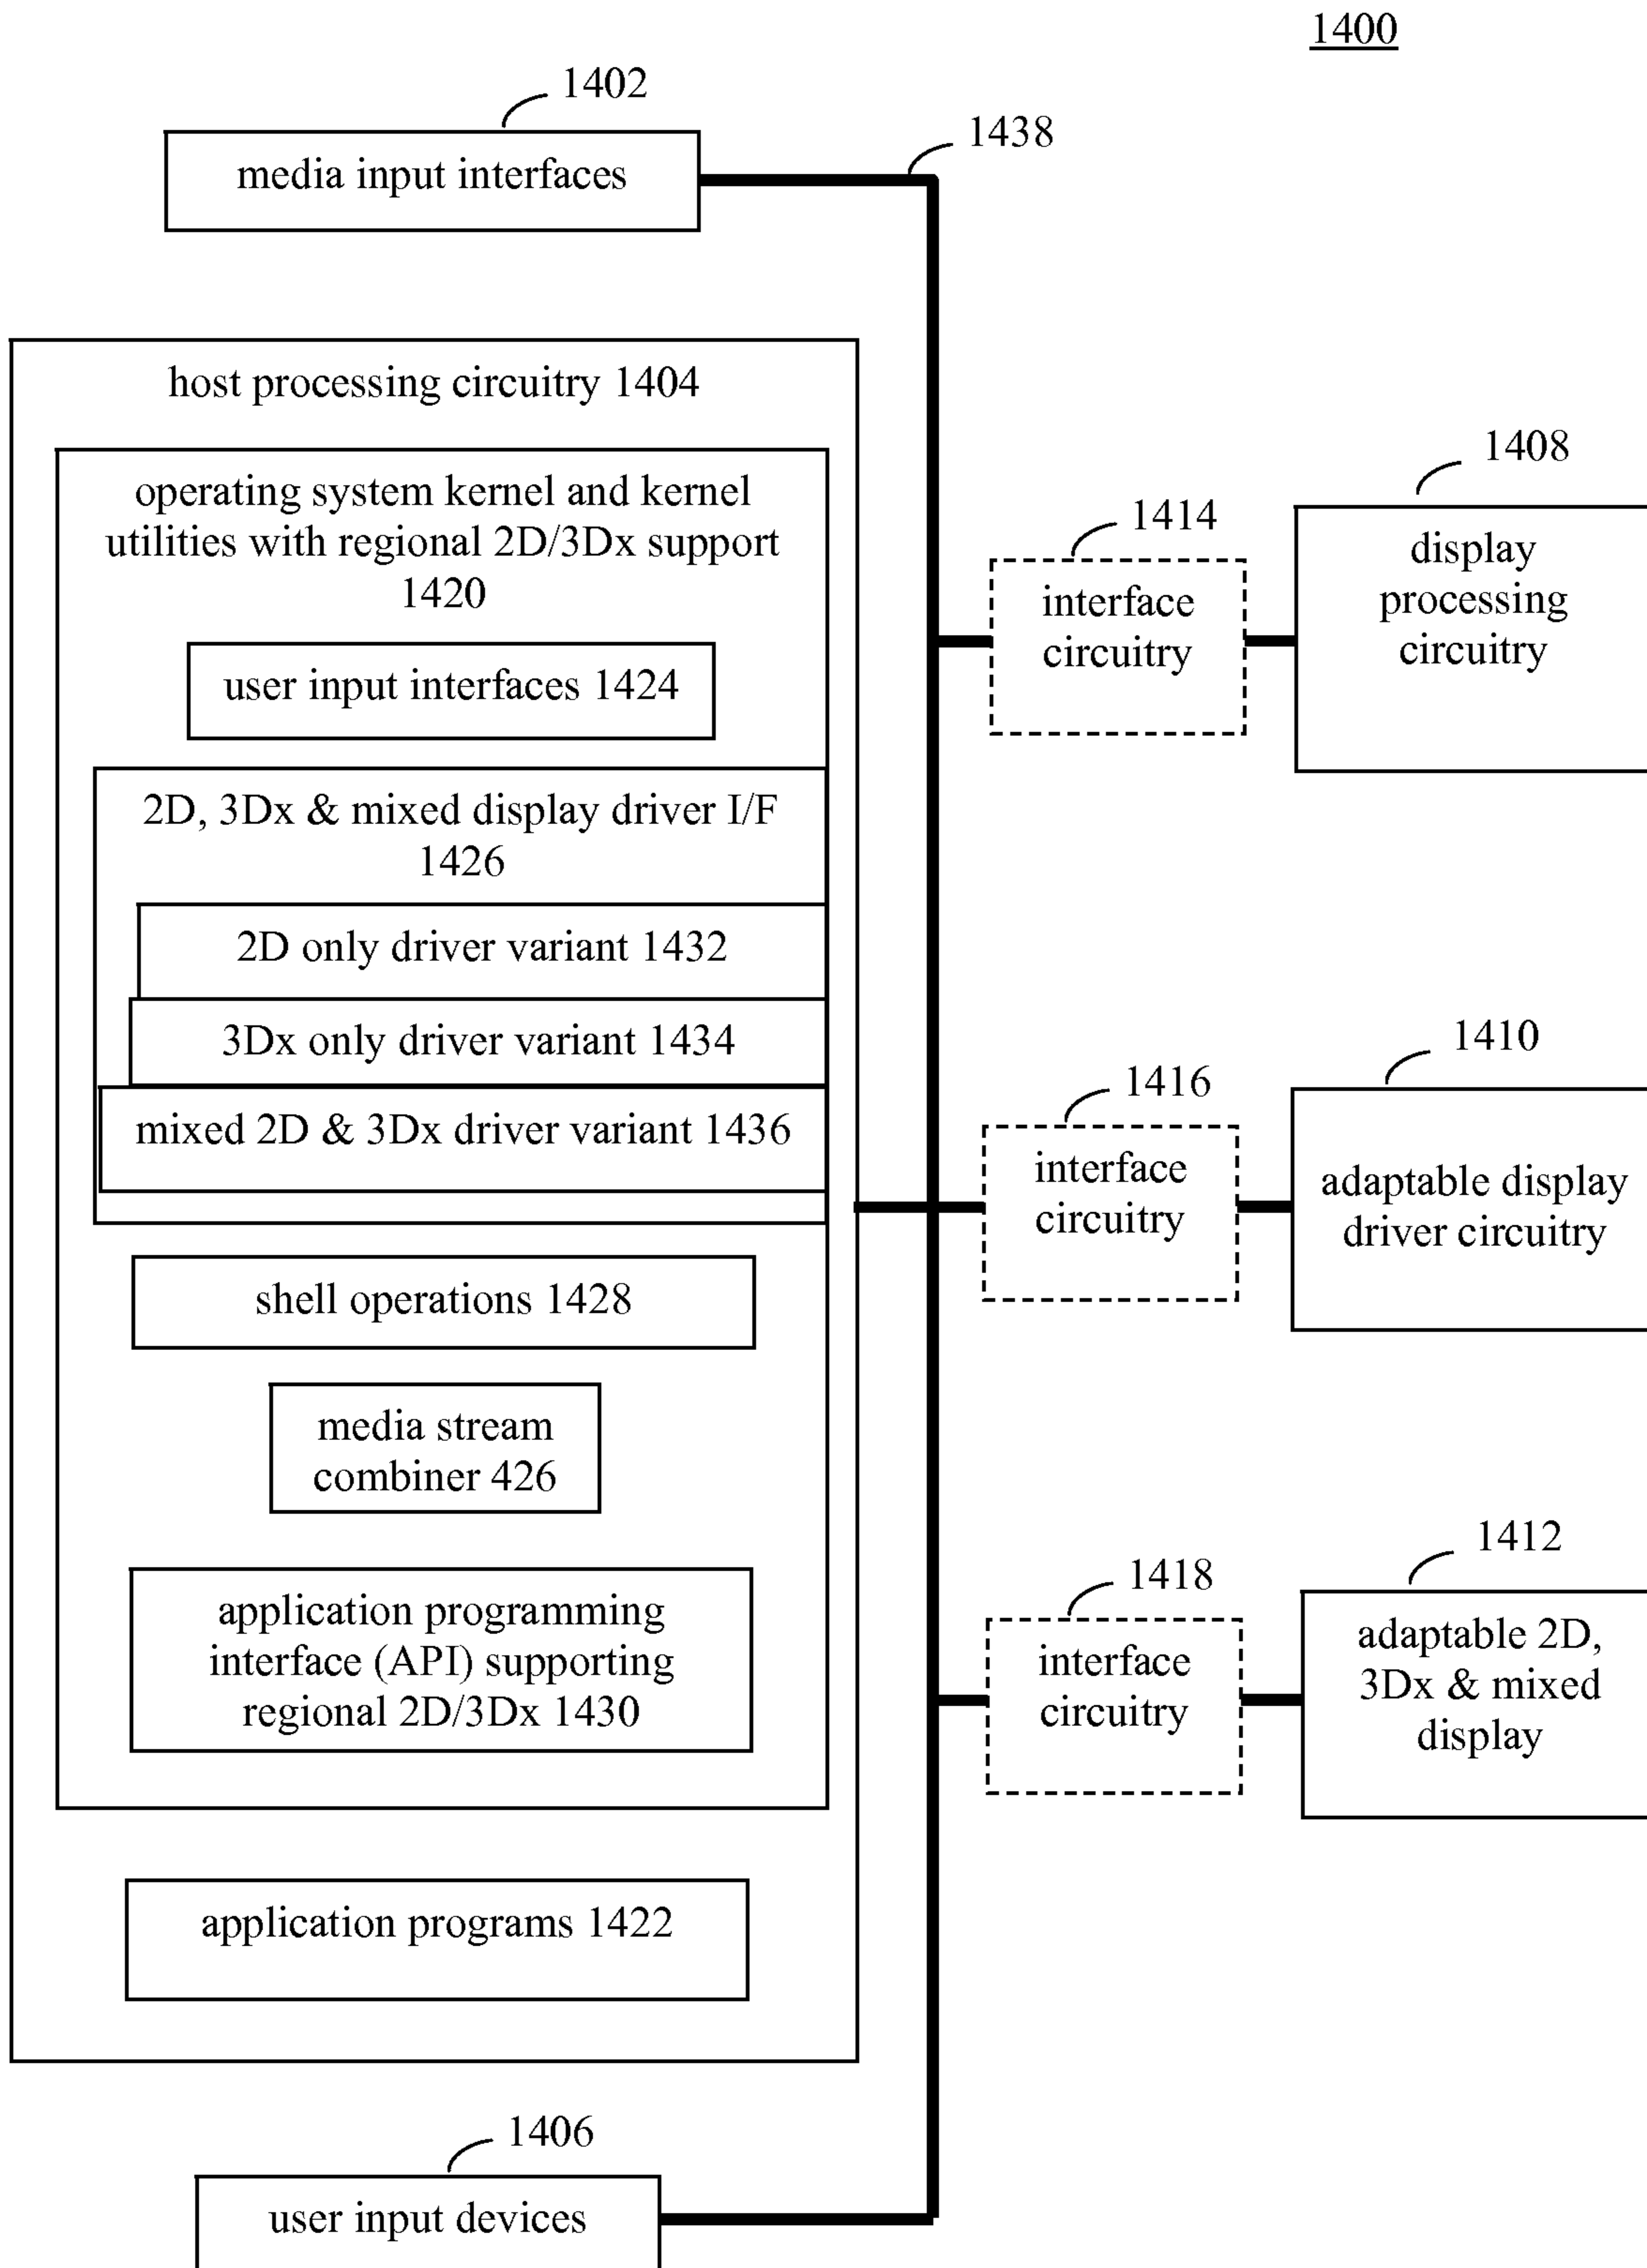 1400
1402
media input interfaces
1438
host processing circuitry 1404
operating system kernel and kernel
utilities with regional 2D/3Dx support
1420
user input interfaces 1424
2D, 3Dx & mixed display driver I/F
1426
2D only driver variant 1432
3Dx only driver variant 1434
mixed 2D & 3Dx driver variant 1436
shell operations 1428
media stream
combiner 426
application programming
interface (API) supporting
regional 2D/3Dx 1430
application programs 1422
1406
user input devices
1414
interface
circuitry
1408
display
processing
circuitry
1416
interface
circuitry
1410
adaptable display
driver circuitry
1418
interface
circuitry
1412
adaptable 2D,
3Dx & mixed
display